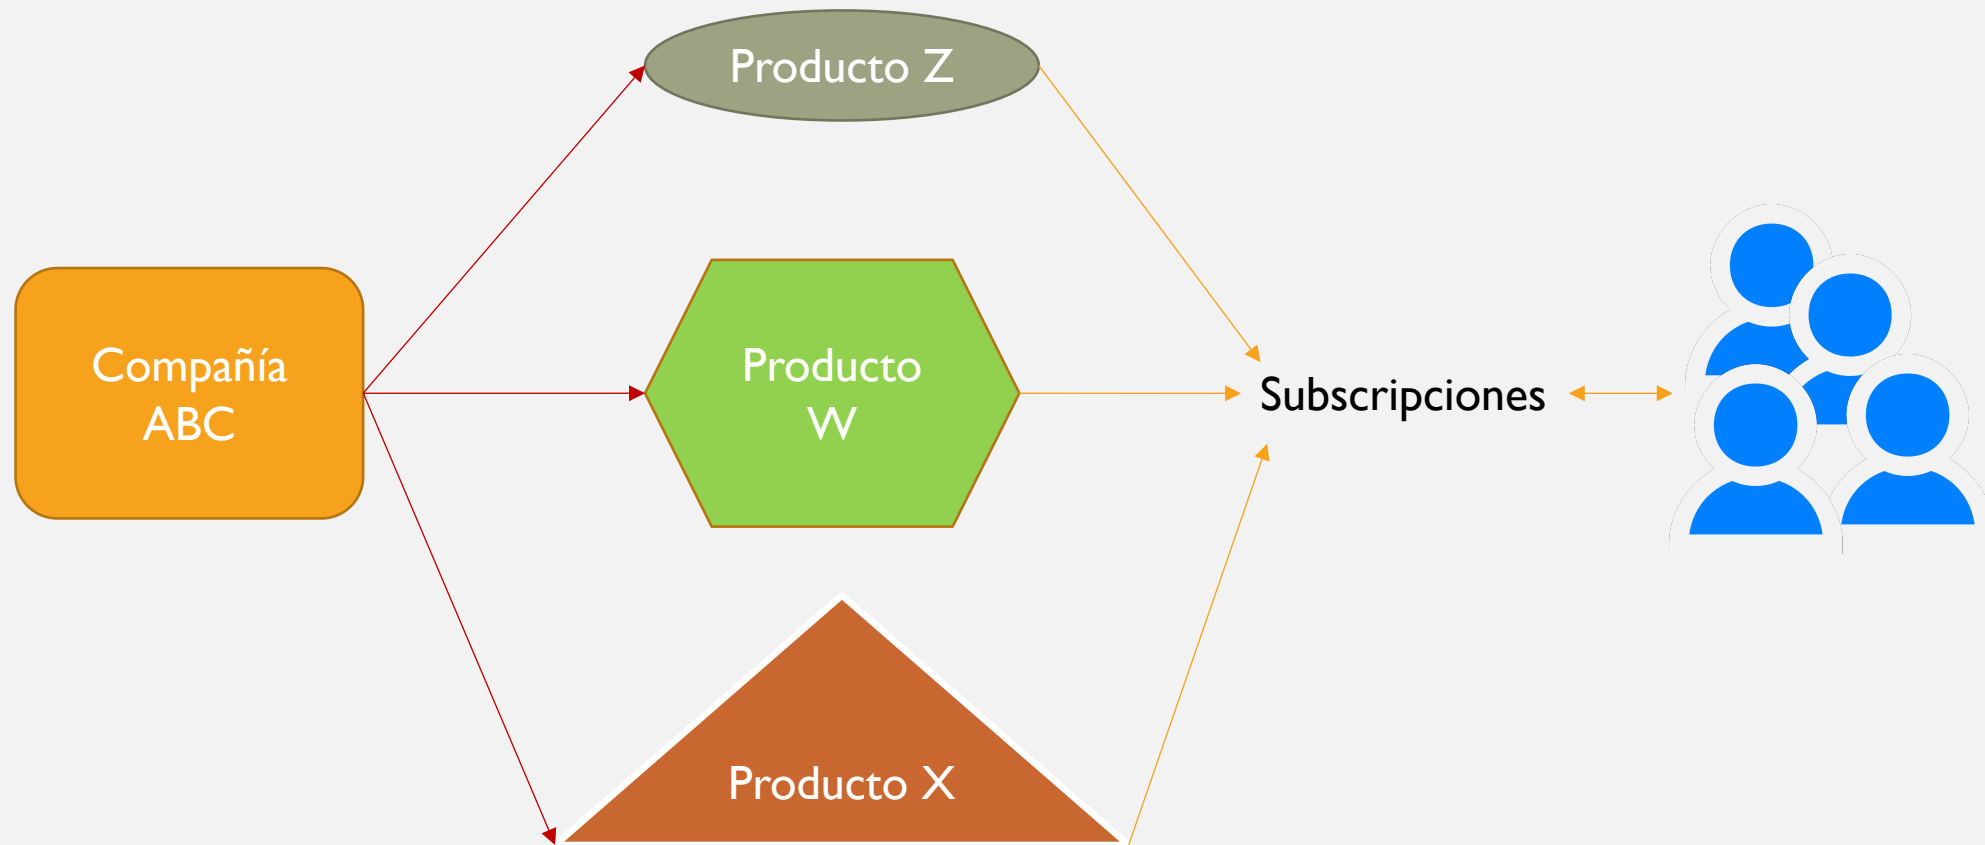 Producto Z
Compañía
ABC
Producto
W
Subscripciones
Producto X